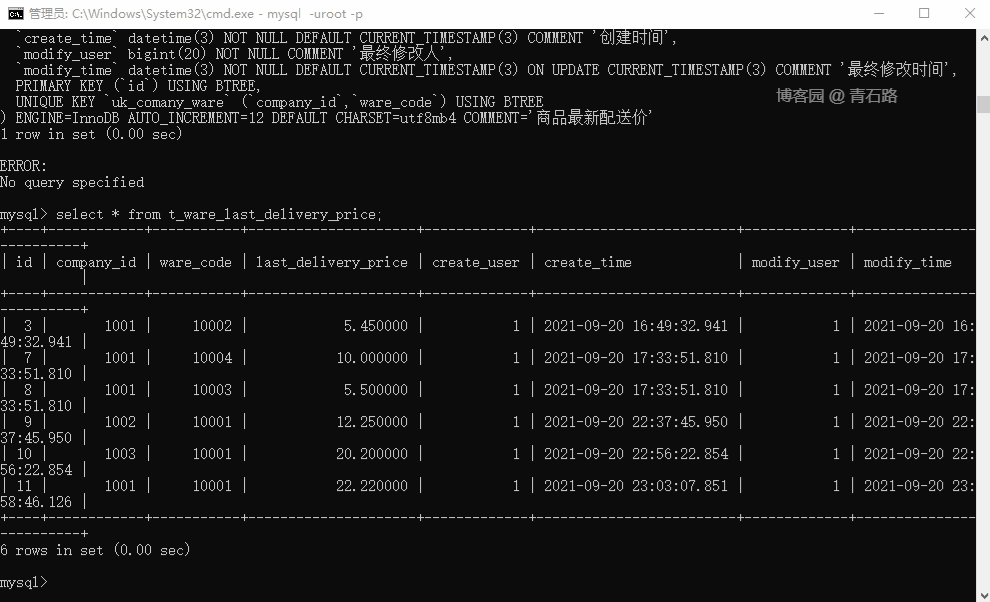 管理员: C:\Windows\System32\cmd.exe - mysql  -uroot -p
  `create_time` datetime(3) NOT NULL DEFAULT CURRENT_TIMESTAMP(3) COMMENT '创建时间',
  `modify_user` bigint(20) NOT NULL COMMENT '最终修改人',
  `modify_time` datetime(3) NOT NULL DEFAULT CURRENT_TIMESTAMP(3) ON UPDATE CURRENT_TIMESTAMP(3) COMMENT '最终修改时间',
  PRIMARY KEY (`id`) USING BTREE,
  UNIQUE KEY `uk_comany_ware` (`company_id`,`ware_code`) USING BTREE
博客园 @ 青石路
) ENGINE=InnoDB AUTO_INCREMENT=12 DEFAULT CHARSET=utf8mb4 COMMENT='商品最新配送价'
1 row in set (0.00 sec)
ERROR:
No query specified
mysql> select * from t_ware_last_delivery_price;
+----+------------+-----------+---------------------+-------------+-------------------------+-------------+---------------
----------+
| id | company_id | ware_code | last_delivery_price | create_user | create_time             | modify_user | modify_time
          |
+----+------------+-----------+---------------------+-------------+-------------------------+-------------+---------------
----------+
|  3 |       1001 |     10002 |            5.450000 |           1 | 2021-09-20 16:49:32.941 |           1 | 2021-09-20 16:
49:32.941 |
|  7 |       1001 |     10004 |           10.000000 |           1 | 2021-09-20 17:33:51.810 |           1 | 2021-09-20 17:
33:51.810 |
|  8 |       1001 |     10003 |            5.500000 |           1 | 2021-09-20 17:33:51.810 |           1 | 2021-09-20 17:
33:51.810 |
|  9 |       1002 |     10001 |           12.250000 |           1 | 2021-09-20 22:37:45.950 |           1 | 2021-09-20 22:
37:45.950 |
| 10 |       1003 |     10001 |           20.200000 |           1 | 2021-09-20 22:56:22.854 |           1 | 2021-09-20 22:
56:22.854 |
| 11 |       1001 |     10001 |           22.220000 |           1 | 2021-09-20 23:03:07.851 |           1 | 2021-09-20 23:
58:46.126 |
+----+------------+-----------+---------------------+-------------+-------------------------+-------------+---------------
----------+
6 rows in set (0.00 sec)
mysql>